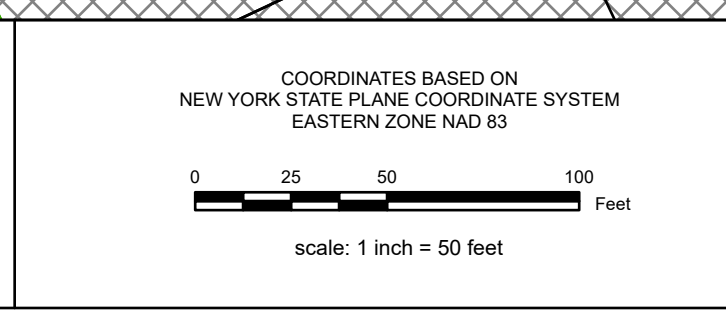 COORDINATES BASED ON
NEW YORK STATE PLANE COORDINATE SYSTEM
EASTERN ZONE NAD 83
0 25 50 100
Feet
scale: 1 inch = 50 feet